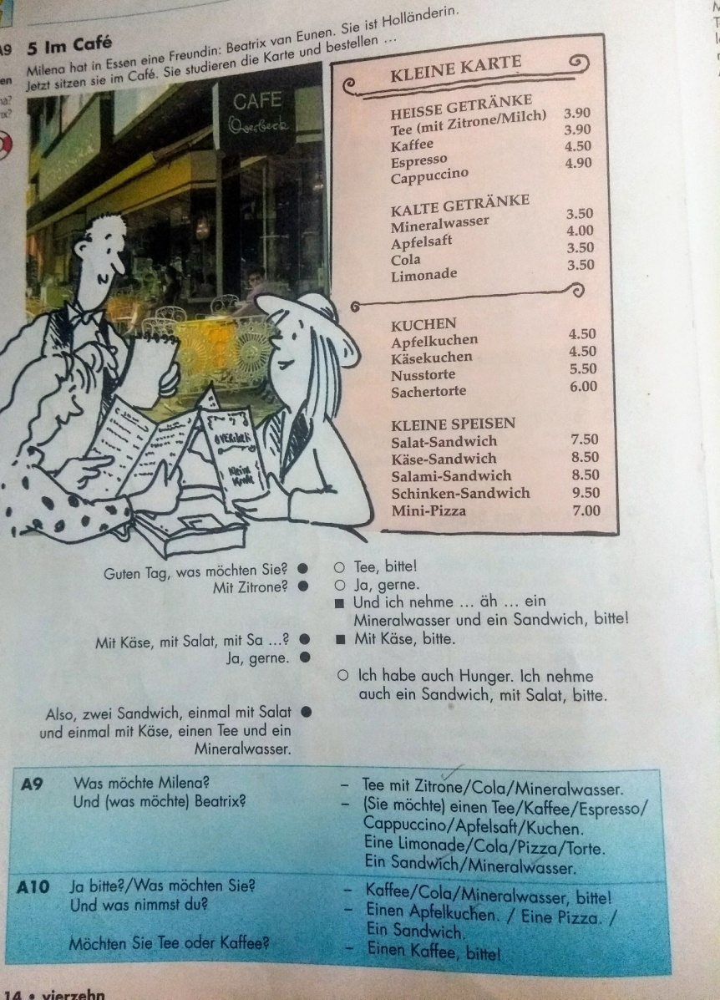 A9
5 Im Café
Milena hat in Essen eine Freundin: Beatrix van Eunen. Sie ist Holländerin.
Jetzt sitzen sie im Café. Sie studieren die Karte und bestellen ...
CAFE
Overbeck
KLEINE KARTE
HEISSE GETRÄNKE
Tee (mit Zitrone/Milch) 3.90
Kaffee 3.90
Espresso 4.50
Cappuccino 4.90
KALTE GETRÄNKE
Mineralwasser 3.50
Apfelsaft 4.00
Cola 3.50
Limonade 3.50
KUCHEN
Apfelkuchen 4.50
Käsekuchen 4.50
Nusstorte 5.50
Sachertorte 6.00
KLEINE SPEISEN
Salat-Sandwich 7.50
Käse-Sandwich 8.50
Salami-Sandwich 8.50
Schinken-Sandwich 9.50
Mini-Pizza 7.00
OVERBECK
Kleine
Karte
Guten Tag, was möchten Sie? ● ○ Tee, bitte!
Mit Zitrone? ● ○ Ja, gerne.
■ Und ich nehme ... äh ... ein
Mineralwasser und ein Sandwich, bitte!
Mit Käse, mit Salat, mit Sa ...? ● ■ Mit Käse, bitte.
Ja, gerne. ●
○ Ich habe auch Hunger. Ich nehme
auch ein Sandwich, mit Salat, bitte.
Also, zwei Sandwich, einmal mit Salat ●
und einmal mit Käse, einen Tee und ein
Mineralwasser.
A9 Was möchte Milena? – Tee mit Zitrone/Cola/Mineralwasser.
Und (was möchte) Beatrix? – (Sie möchte) einen Tee/Kaffee/Espresso/
Cappuccino/Apfelsaft/Kuchen.
Eine Limonade/Cola/Pizza/Torte.
Ein Sandwich/Mineralwasser.
A10 Ja bitte?/Was möchten Sie? – Kaffee/Cola/Mineralwasser, bitte!
Und was nimmst du? – Einen Apfelkuchen. / Eine Pizza. /
Ein Sandwich.
Möchten Sie Tee oder Kaffee? – Einen Kaffee, bitte!
14 • vierzehn